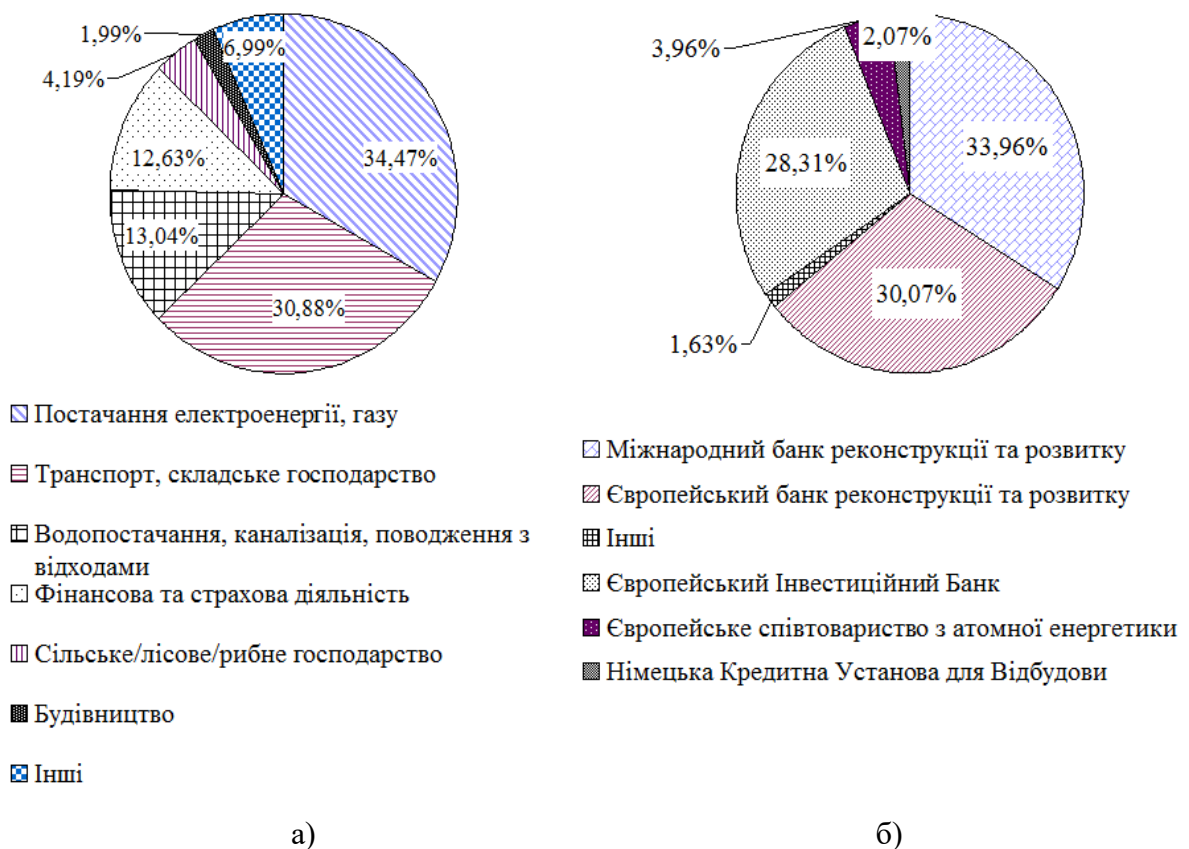 1,99%
6,99%
4,19%
12,63%
34,47%
13,04%
30,88%
Постачання електроенергії, газу
Транспорт, складське господарство
Водопостачання, каналізація, поводження з
відходами
Фінансова та страхова діяльність
Сільське/лісове/рибне господарство
Будівництво
Інші
а)
3,96%
2,07%
28,31%
33,96%
30,07%
1,63%
Міжнародний банк реконструкції та розвитку
Європейський банк реконструкції та розвитку
Інші
Європейський Інвестиційний Банк
Європейське співтовариство з атомної енергетики
Німецька Кредитна Установа для Відбудови
б)